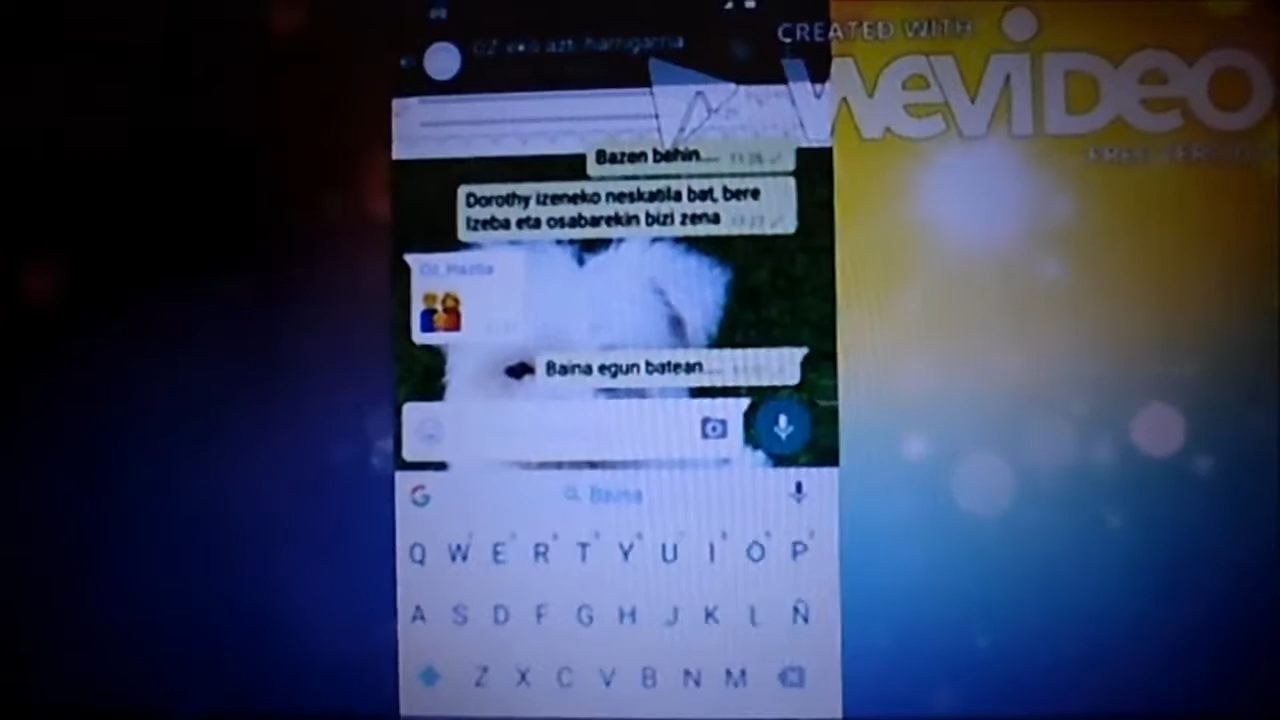 CREATED WITH
WEVIDEO
Bazen behin....
Dorothy izeneko neskatila bat, bere
Izeba eta osabarekin bizi zena
Baina egun batean....
G
Baina
Q W E R T Y U I O P
A S D F G H J K L Ñ
Z X C V B N M